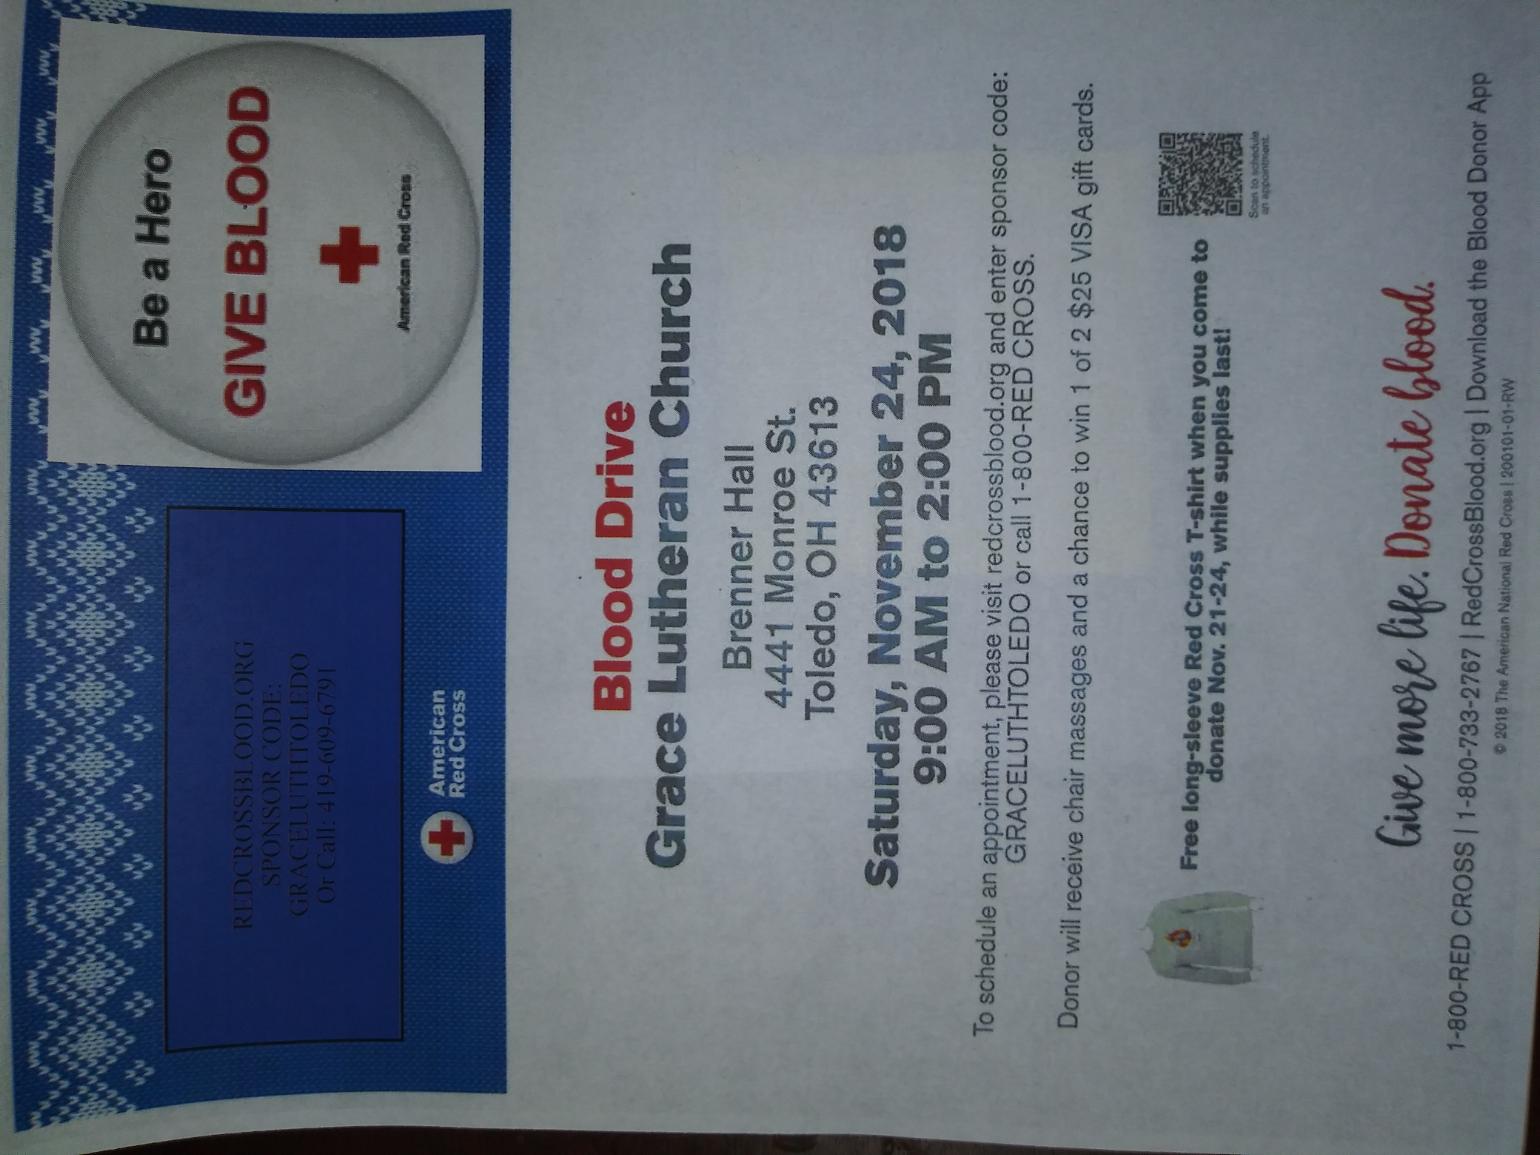 REDCROSSBLOOD.ORG
SPONSOR CODE:
GRACELUTHTOLEDO
Or Call: 419-609-6791
American
Red Cross
Be a Hero
GIVE BLOOD
American Red Cross
Blood Drive
Grace Lutheran Church
Brenner Hall
4441 Monroe St.
Toledo, OH 43613
Saturday, November 24, 2018
9:00 AM to 2:00 PM
To schedule an appointment, please visit redcrossblood.org and enter sponsor code:
GRACELUTHTOLEDO or call 1-800-RED CROSS.
Donor will receive chair massages and a chance to win 1 of 2 $25 VISA gift cards.
Free long-sleeve Red Cross T-shirt when you come to
donate Nov. 21-24, while supplies last!
Scan to schedule
an appointment.
Give more life. Donate blood.
1-800-RED CROSS | 1-800-733-2767 | RedCrossBlood.org | Download the Blood Donor App
© 2018 The American National Red Cross | 200101-01-RW